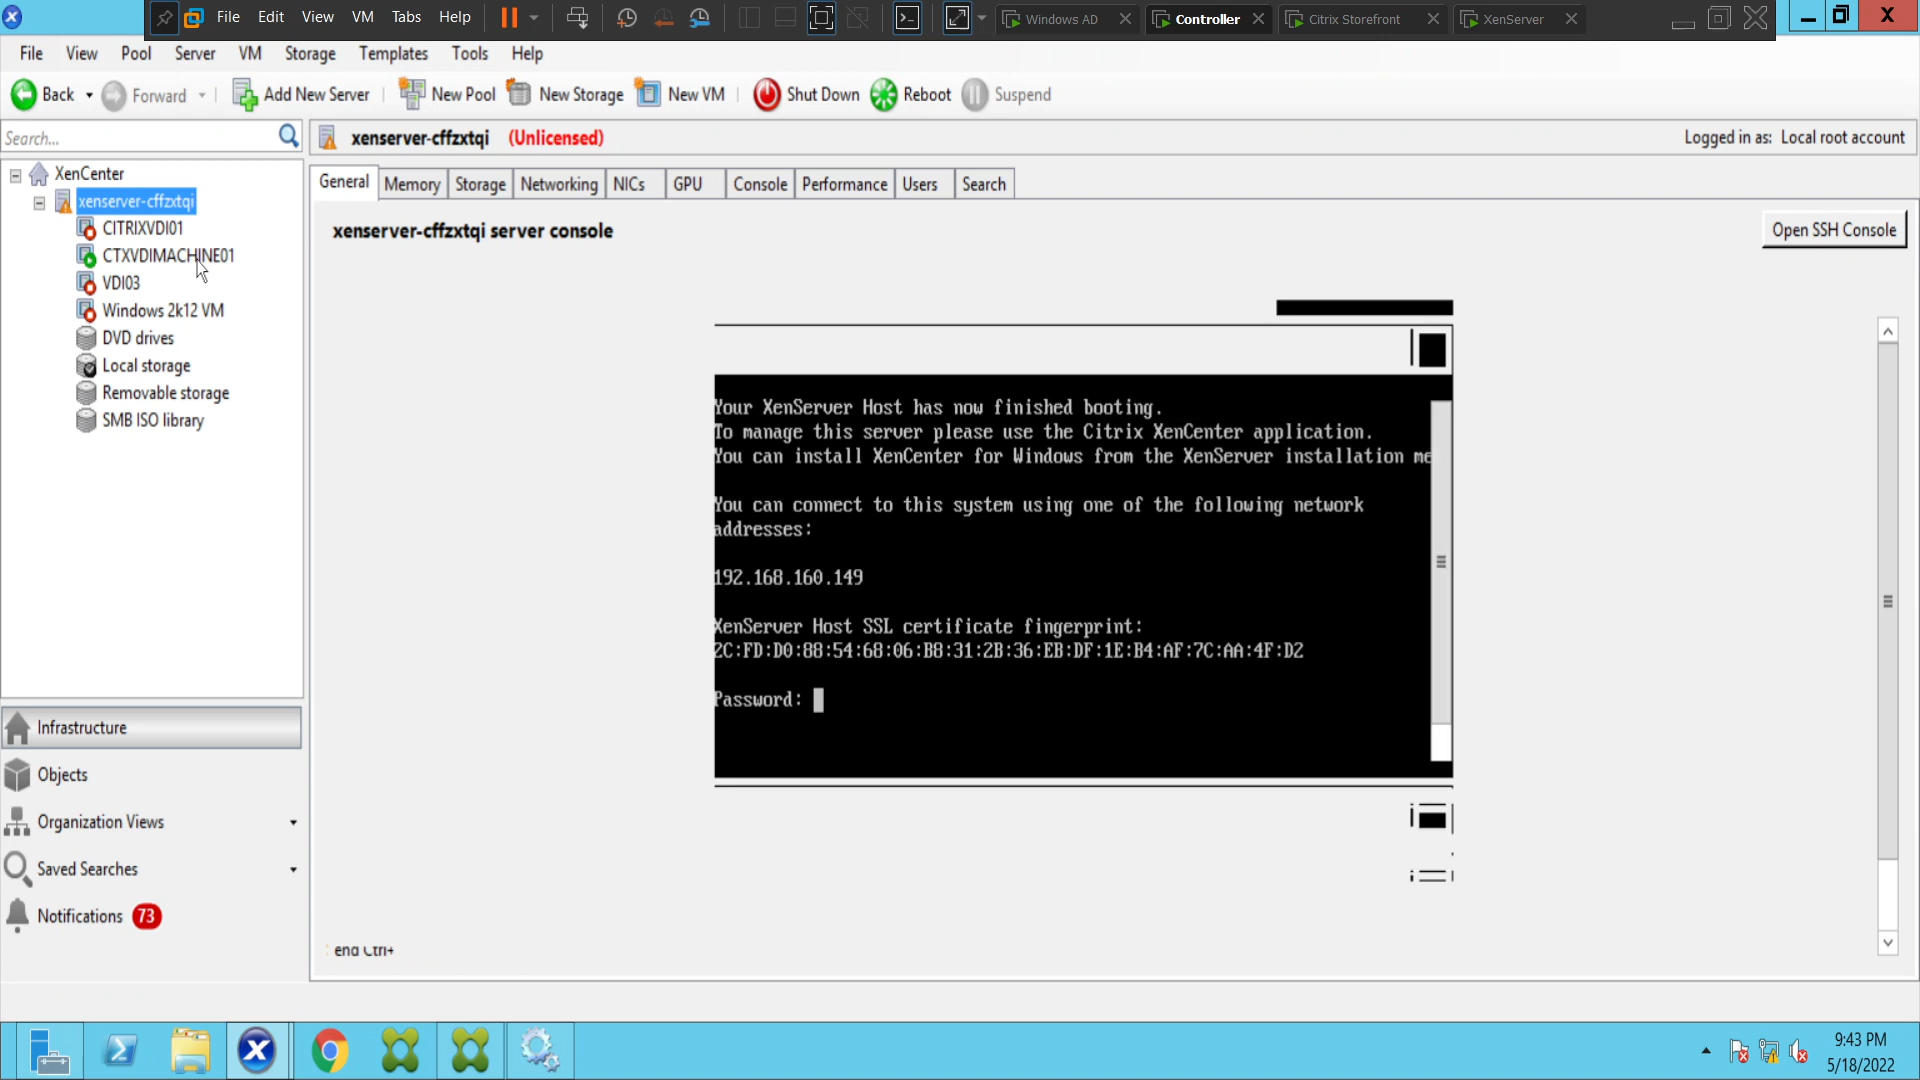 File Edit View VM Tabs Help
Windows AD
Controller
Citrix Storefront
XenServer
File View Pool Server VM Storage Templates Tools Help
Back Forward Add New Server New Pool New Storage New VM Shut Down Reboot Suspend
Search...
xenserver-cffzxtqi (Unlicensed)
Logged in as: Local root account
XenCenter
xenserver-cffzxtqi
CITRIXVDI01
CTXVDIMACHINE01
VDI03
Windows 2k12 VM
DVD drives
Local storage
Removable storage
SMB ISO library
General Memory Storage Networking NICs GPU Console Performance Users Search
xenserver-cffzxtqi server console
Open SSH Console
Your XenServer Host has now finished booting.
To manage this server please use the Citrix XenCenter application.
You can install XenCenter for Windows from the XenServer installation me
You can connect to this system using one of the following network
addresses:
192.168.160.149
XenServer Host SSL certificate fingerprint:
2C:FD:D0:88:54:68:06:B8:31:2B:36:EB:DF:1E:B4:AF:7C:AA:4F:D2
Password:
Infrastructure
Objects
Organization Views
Saved Searches
Notifications 73
9:43 PM
5/18/2022